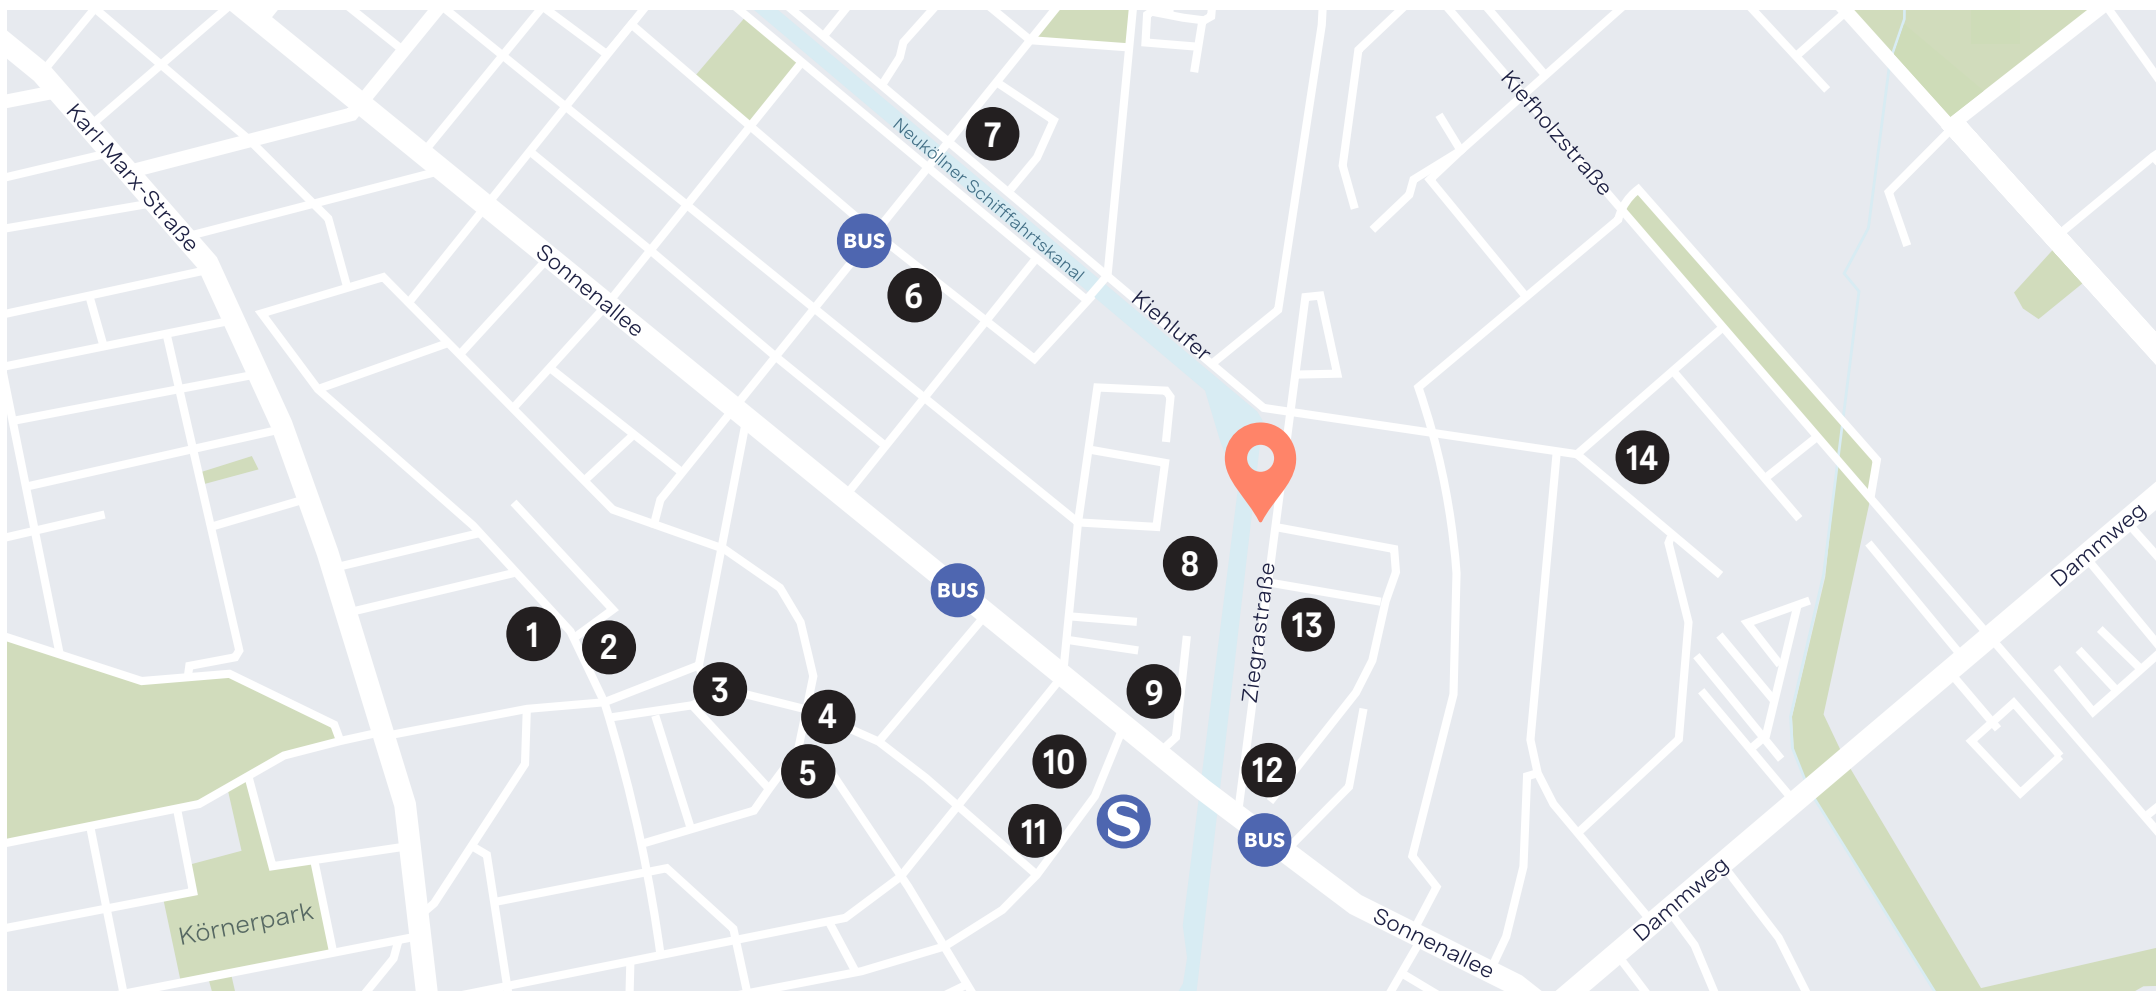 Karl-Marx-Straße
Sonnenallee
Neuköllner Schifffahrtskanal
7
BUS
6
Kiehlufer
Kiefholzstraße
14
Dammweg
8
BUS
Ziegrastraße
13
1
2
3
4
5
9
10
11
S
12
BUS
Körnerpark
Sonnenallee
Dammweg